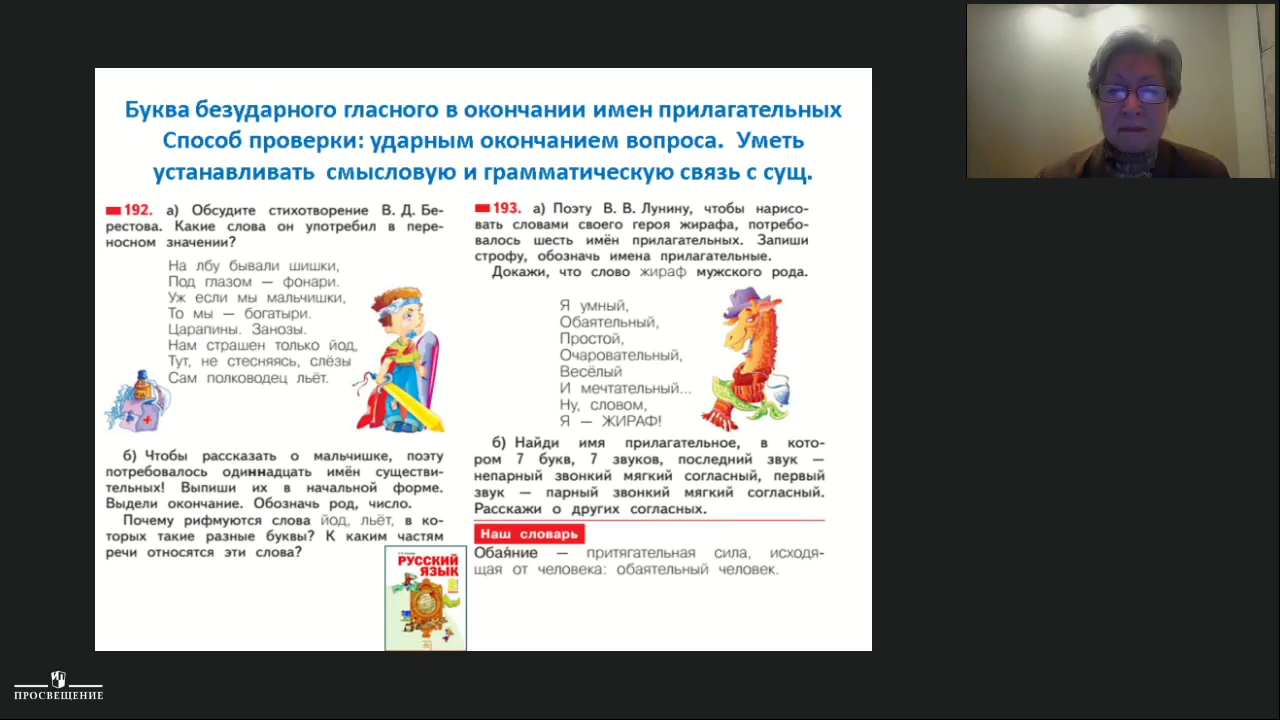 Буква безударного гласного в окончании имен прилагательных
Способ проверки: ударным окончанием вопроса. Уметь
устанавливать смысловую и грамматическую связь с сущ.
192. а) Обсудите стихотворение В. Д. Бе-
рестова. Какие слова он употребил в пере-
носном значении?
На лбу бывали шишки,
Под глазом — фонари.
Уж если мы мальчишки,
То мы — богатыри.
Царапины. Занозы.
Нам страшен только йод,
Тут, не стесняясь, слёзы
Сам полководец льёт.
б) Чтобы рассказать о мальчишке, поэту
потребовалось одиннадцать имён существи-
тельных! Выпиши их в начальной форме.
Выдели окончание. Обозначь род, число.
Почему рифмуются слова йод, льёт, в ко-
торых такие разные буквы? К каким частям
речи относятся эти слова?
РУССКИЙ
ЯЗЫК
193. а) Поэту В. В. Лунину, чтобы нарисо-
вать словами своего героя жирафа, потребо-
валось шесть имён прилагательных. Запиши
строфу, обозначь имена прилагательные.
Докажи, что слово жираф мужского рода.
Я умный,
Обаятельный,
Простой,
Очаровательный,
Весёлый
И мечтательный...
Ну, словом,
Я — ЖИРАФ!
б) Найди имя прилагательное, в кото-
ром 7 букв, 7 звуков, последний звук —
непарный звонкий мягкий согласный, первый
звук — парный звонкий мягкий согласный.
Расскажи о других согласных.
Наш словарь
Обая́ние — притягательная сила, исходя-
щая от человека: обаятельный человек.
ПРОСВЕЩЕНИЕ